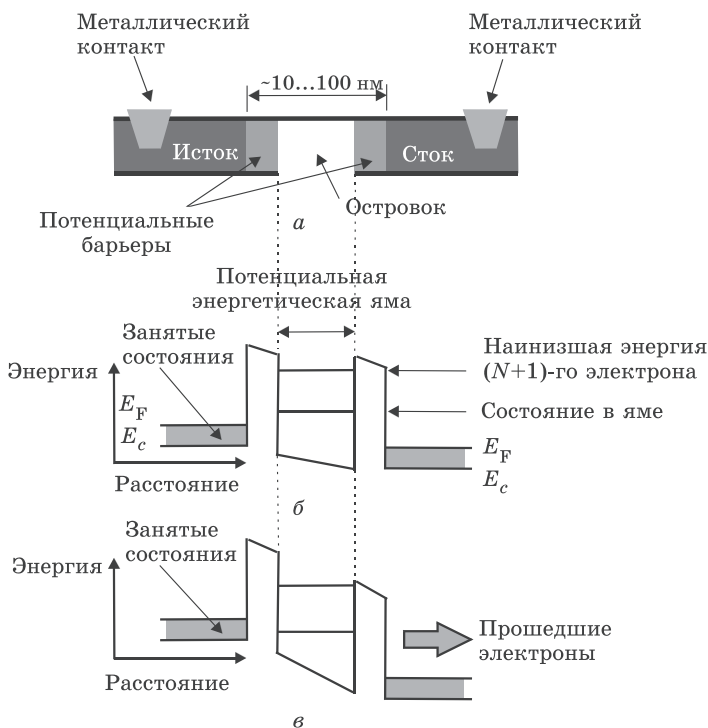 Металлический
контакт
Металлический
контакт
~10...100 нм
Исток
Сток
Потенциальные
барьеры
Островок
а
Потенциальная
энергетическая яма
Занятые
состояния
Энергия
E_F
E_c
Наинизшая энергия
(N+1)-го электрона
Состояние в яме
E_F
E_c
Расстояние
б
Занятые
состояния
Энергия
Прошедшие
электроны
Расстояние
в